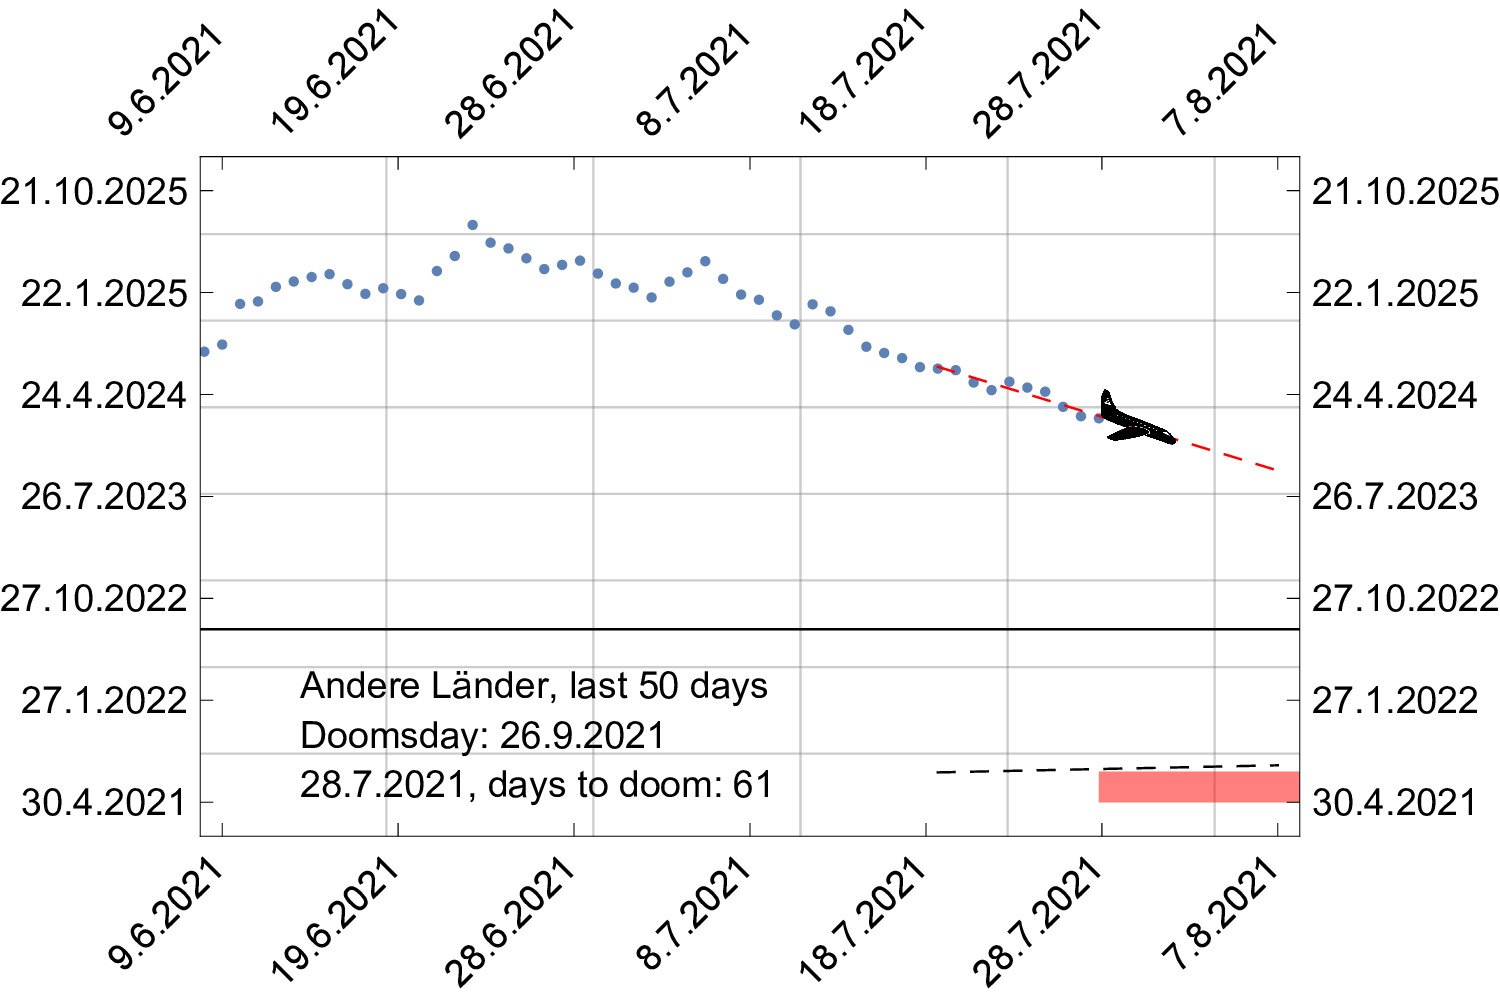 9.6.2021 19.6.2021 28.6.2021 8.7.2021 18.7.2021 28.7.2021 7.8.2021
21.10.2025 21.10.2025
22.1.2025 22.1.2025
24.4.2024 24.4.2024
26.7.2023 26.7.2023
27.10.2022 27.10.2022
Andere Länder, last 50 days
27.1.2022 27.1.2022
Doomsday: 26.9.2021
28.7.2021, days to doom: 61
30.4.2021 30.4.2021
9.6.2021 19.6.2021 28.6.2021 8.7.2021 18.7.2021 28.7.2021 7.8.2021